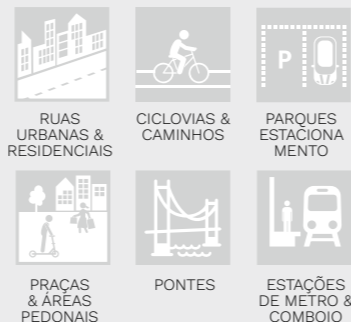 P
RUAS
URBANAS &
RESIDENCIAIS
CICLOVIAS &
CAMINHOS
PARQUES
ESTACIONA
MENTO
PRAÇAS
& ÁREAS
PEDONAIS
PONTES
ESTAÇÕES
DE METRO &
COMBOIO